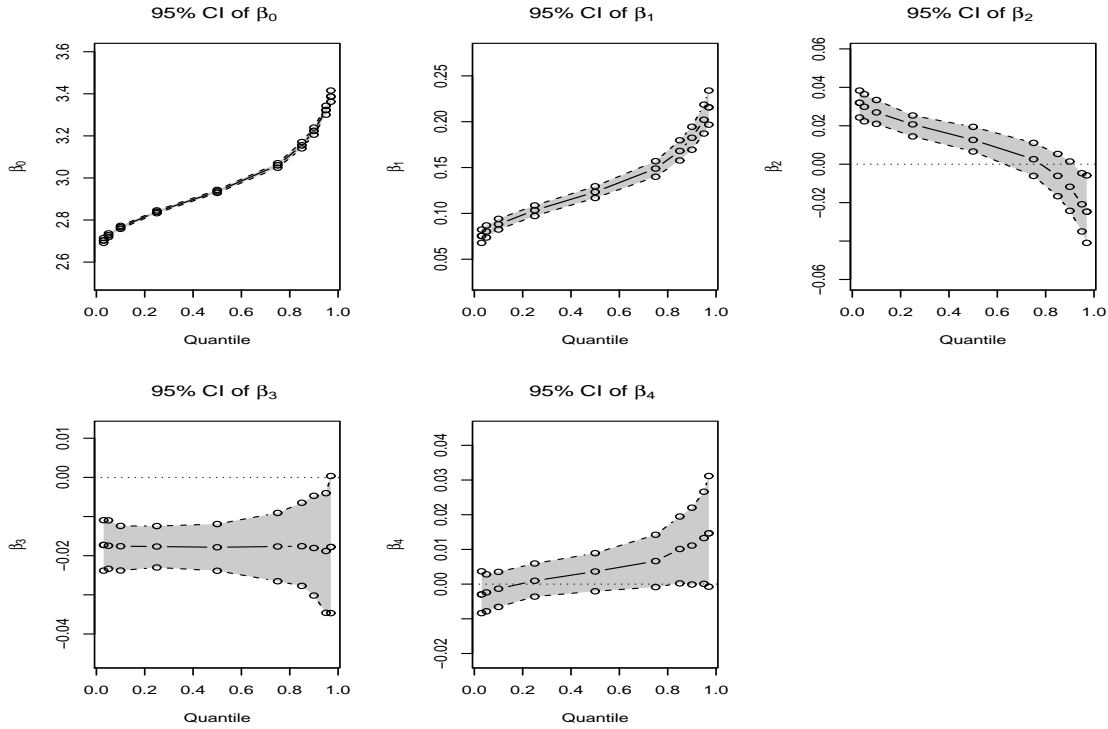 95% CI of β0
β0
2.6 2.8 3.0 3.2 3.4 3.6
0.0 0.2 0.4 0.6 0.8 1.0
Quantile
95% CI of β1
β1
0.05 0.10 0.15 0.20 0.25
0.0 0.2 0.4 0.6 0.8 1.0
Quantile
95% CI of β2
β2
−0.06 −0.02 0.00 0.02 0.04 0.06
0.0 0.2 0.4 0.6 0.8 1.0
Quantile
95% CI of β3
β3
−0.04 −0.02 0.00 0.01
0.0 0.2 0.4 0.6 0.8 1.0
Quantile
95% CI of β4
β4
−0.02 0.00 0.01 0.02 0.03 0.04
0.0 0.2 0.4 0.6 0.8 1.0
Quantile